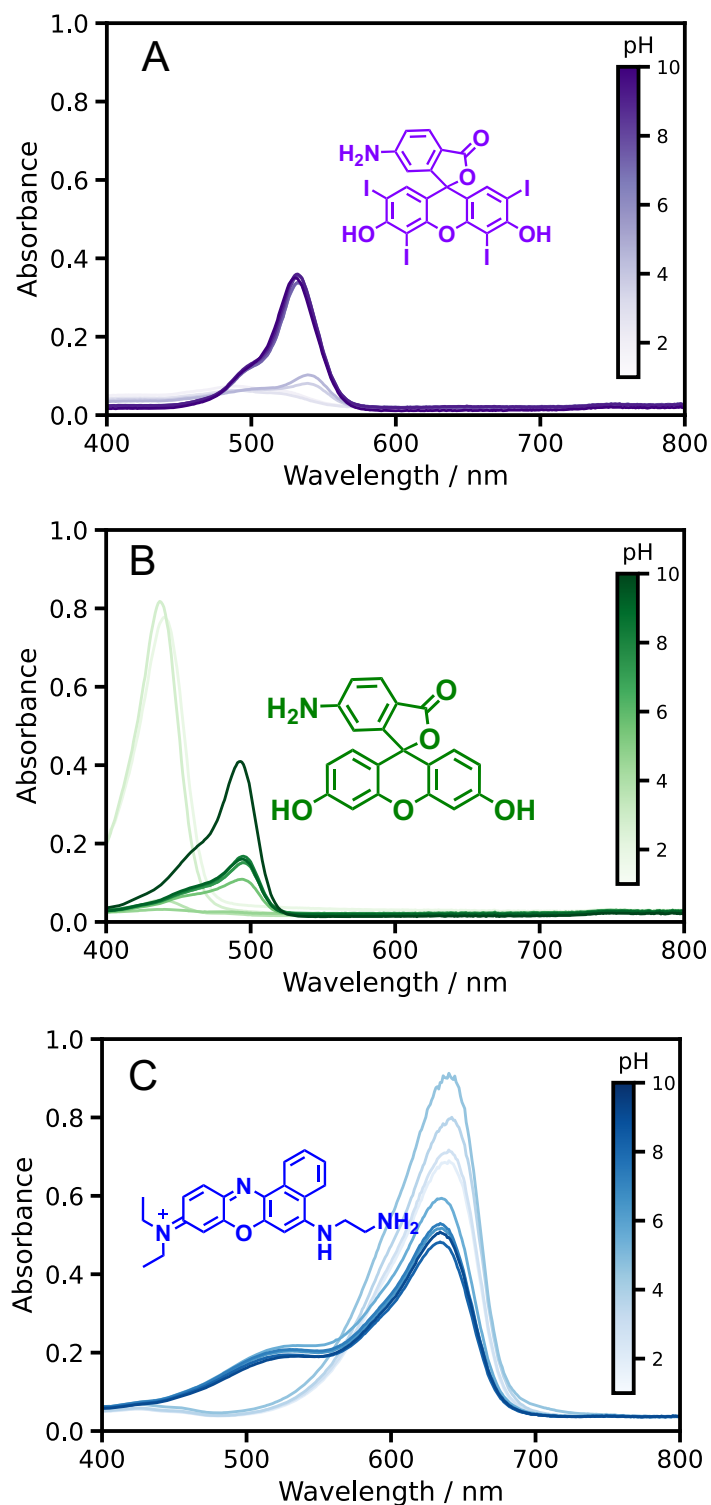 A
pH
1.0
0.8
0.6
0.4
0.2
0.0
Absorbance
10
8
6
4
2
H2N
O
O
I
I
HO
O
OH
I
I
400
500
600
700
800
Wavelength / nm
B
pH
1.0
0.8
0.6
0.4
0.2
0.0
Absorbance
10
8
6
4
2
H2N
O
O
HO
O
OH
400
500
600
700
800
Wavelength / nm
C
pH
1.0
0.8
0.6
0.4
0.2
0.0
Absorbance
10
8
6
4
2
N
+
N
O
N
H
NH2
400
500
600
700
800
Wavelength / nm